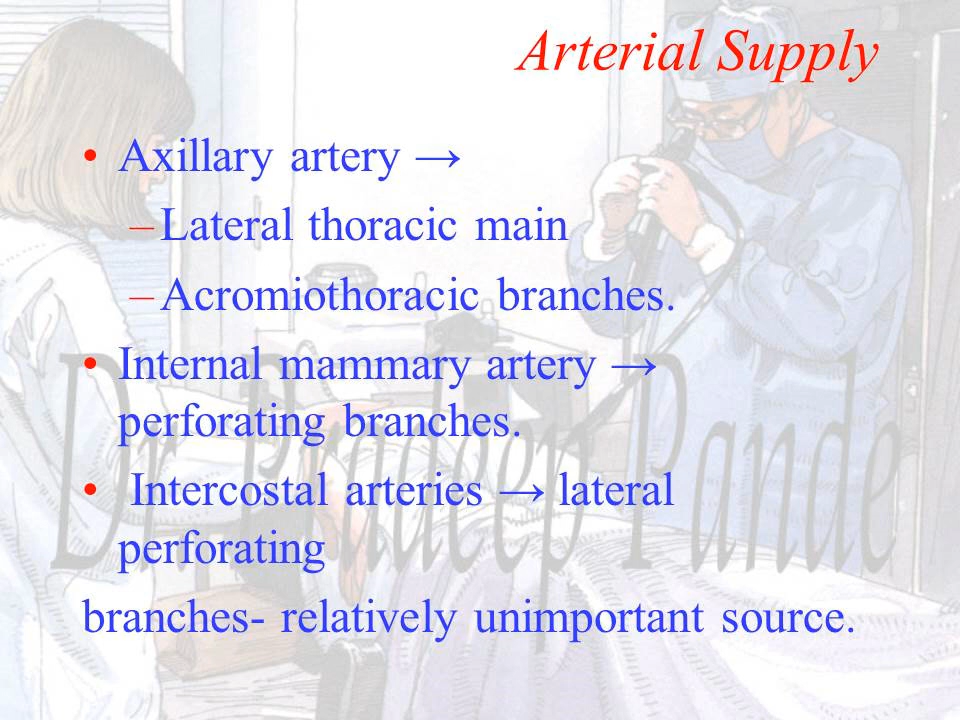 Arterial Supply
• Axillary artery →
– Lateral thoracic main
– Acromiothoracic branches.
• Internal mammary artery →
perforating branches.
• Intercostal arteries → lateral
perforating
branches- relatively unimportant source.
Dr. Pradeep Pande